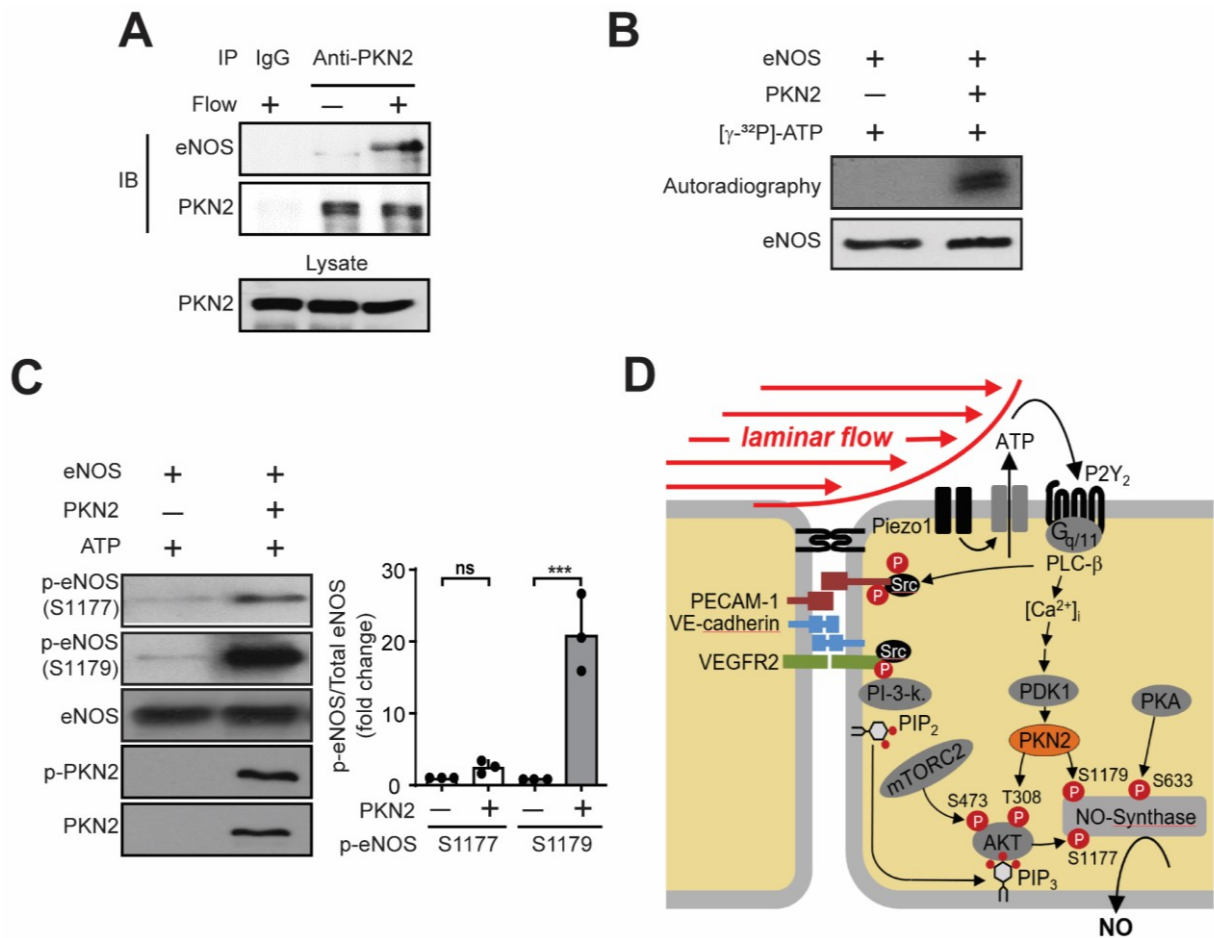 A
IP IgG Anti-PKN2
Flow + — +
IB
eNOS
PKN2
Lysate
PKN2
B
eNOS + +
PKN2 — +
[γ-³²P]-ATP + +
Autoradiography
eNOS
C
eNOS + +
PKN2 — +
ATP + +
p-eNOS
(S1177)
p-eNOS
(S1179)
eNOS
p-PKN2
PKN2
p-eNOS/Total eNOS
(fold change)
30
20
10
0
ns
***
PKN2 — + — +
p-eNOS S1177 S1179
D
laminar flow
ATP
P2Y₂
Piezo1
Gq/11
PLC-β
P
P
Src
PECAM-1
VE-cadherin
[Ca²⁺]ᵢ
VEGFR2
Src
P
PI-3-k.
PDK1
PKA
PIP₂
PKN2
mTORC2
S473
T308
S1179
S633
P
P
P
P
NO-Synthase
AKT
P
S1177
PIP₃
NO